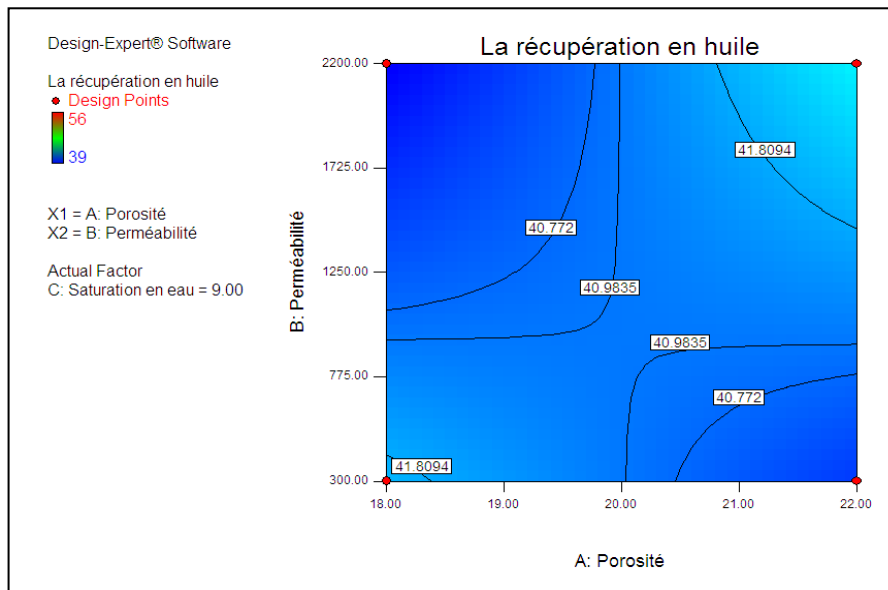 Design-Expert® Software
La récupération en huile
Design Points
56
39
X1 = A: Porosité
X2 = B: Perméabilité
Actual Factor
C: Saturation en eau = 9.00
La récupération en huile
2200.00
1725.00
1250.00
775.00
300.00
B: Perméabilité
41.8094
40.772
40.9835
40.9835
40.772
41.8094
18.00
19.00
20.00
21.00
22.00
A: Porosité